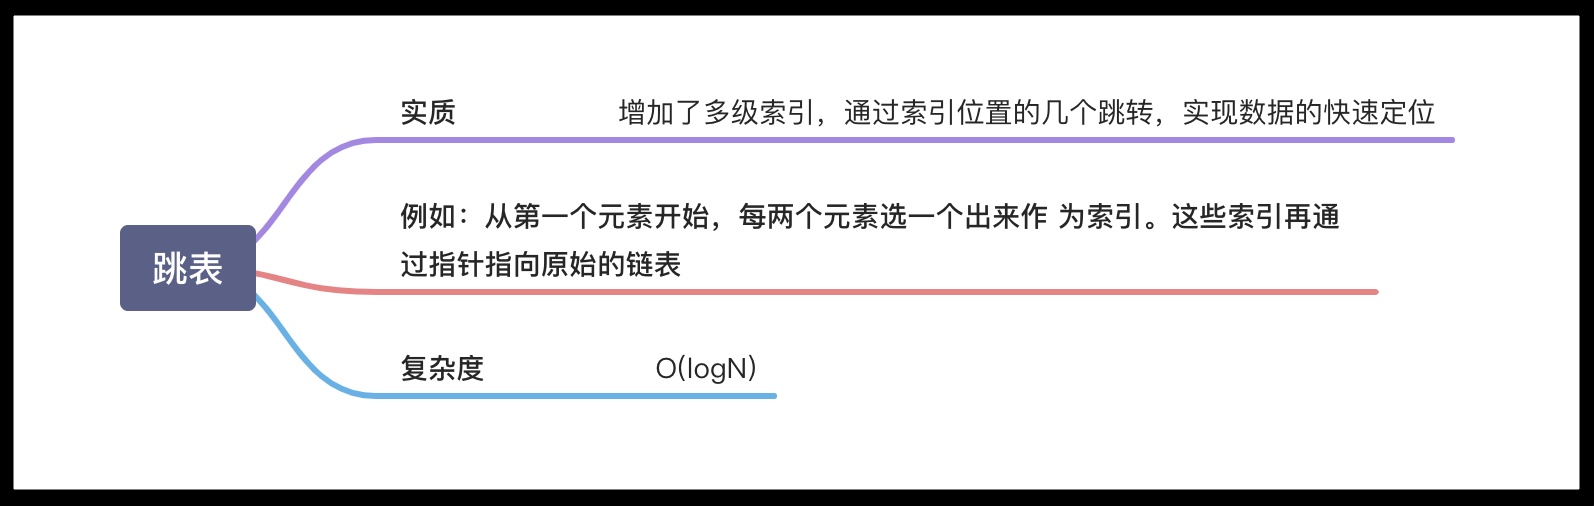 实质 增加了多级索引，通过索引位置的几个跳转，实现数据的快速定位
例如：从第一个元素开始，每两个元素选一个出来作 为索引。这些索引再通
过指针指向原始的链表
跳表
复杂度 O(logN)